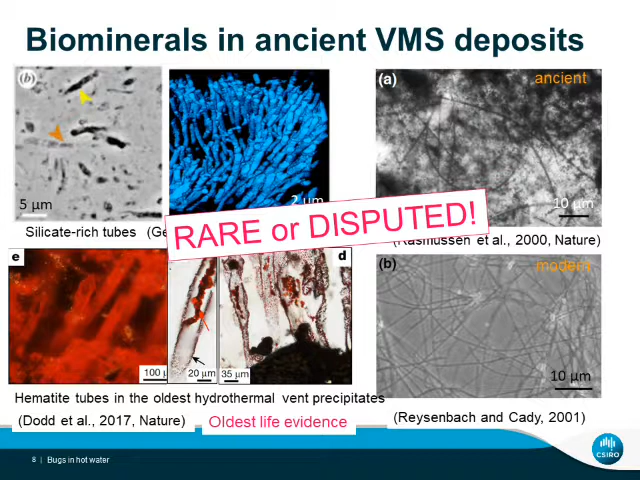 Biominerals in ancient VMS deposits
(b)
5 µm
2 µm
(a)
ancient
10 µm
Silicate-rich tubes
RARE or DISPUTED!
(Rasmussen et al., 2000, Nature)
e
100
20 µm
d
35 µm
(b)
modern
10 µm
Hematite tubes in the oldest hydrothermal vent precipitates
(Dodd et al., 2017, Nature)
Oldest life evidence
(Reysenbach and Cady, 2001)
8 | Bugs in hot water
CSIRO